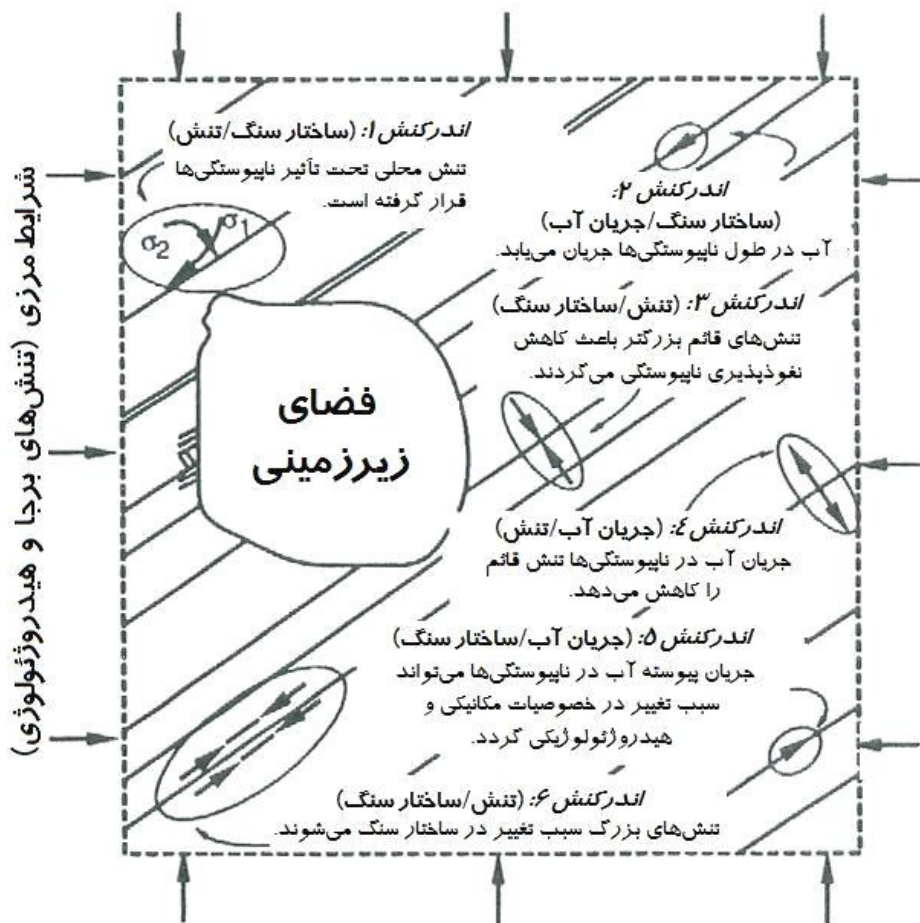 شرایط مرزی (تنش‌های برجا و هیدروژئولوژی)
اندرکنش ۱: (ساختار سنگ/تنش)
تنش محلی تحت تأثیر ناپیوستگی‌ها
قرار گرفته است.
σ1
σ2
اندرکنش ۲:
(ساختار سنگ/جریان آب)
آب در طول ناپیوستگی‌ها جریان می‌یابد.
اندرکنش ۳: (تنش/ساختار سنگ)
تنش‌های قائم بزرگتر باعث کاهش
نفوذپذیری ناپیوستگی می‌گردند.
فضای
زیرزمینی
اندرکنش ٤: (جریان آب/تنش)
جریان آب در ناپیوستگی‌ها تنش قائم
را کاهش می‌دهد.
اندرکنش ۵: (جریان آب/ساختار سنگ)
جریان پیوسته آب در ناپیوستگی‌ها می‌تواند
سبب تغییر در خصوصیات مکانیکی و
هیدروژئولوژیکی گردد.
اندرکنش ۶: (تنش/ساختار سنگ)
تنش‌های بزرگ سبب تغییر در ساختار سنگ می‌شوند.